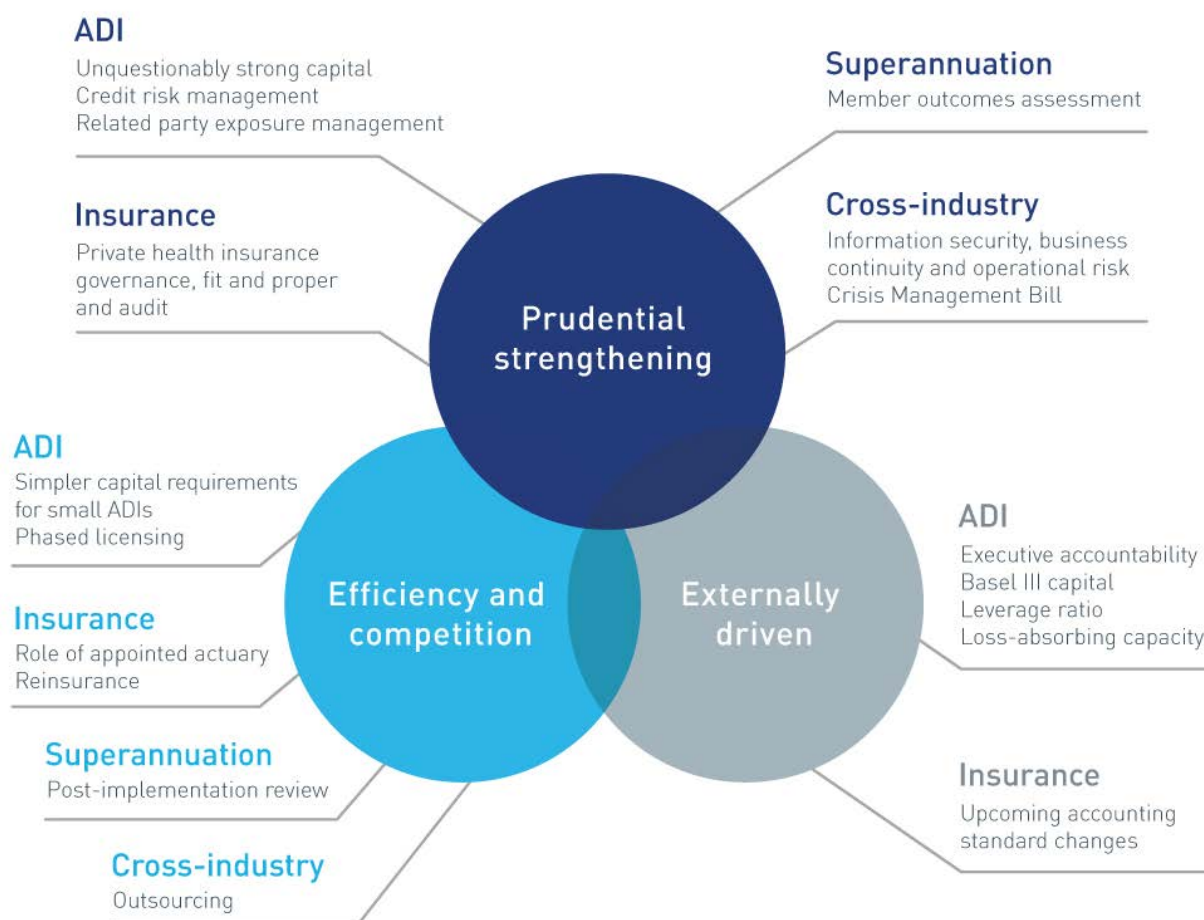 ADI
Unquestionably strong capital
Credit risk management
Related party exposure management
Insurance
Private health insurance
governance, fit and proper
and audit
Superannuation
Member outcomes assessment
Cross-industry
Information security, business
continuity and operational risk
Crisis Management Bill
Prudential
strengthening
ADI
Simpler capital requirements
for small ADIs
Phased licensing
Insurance
Role of appointed actuary
Reinsurance
Superannuation
Post-implementation review
Cross-industry
Outsourcing
Efficiency and
competition
Externally
driven
ADI
Executive accountability
Basel III capital
Leverage ratio
Loss-absorbing capacity
Insurance
Upcoming accounting
standard changes